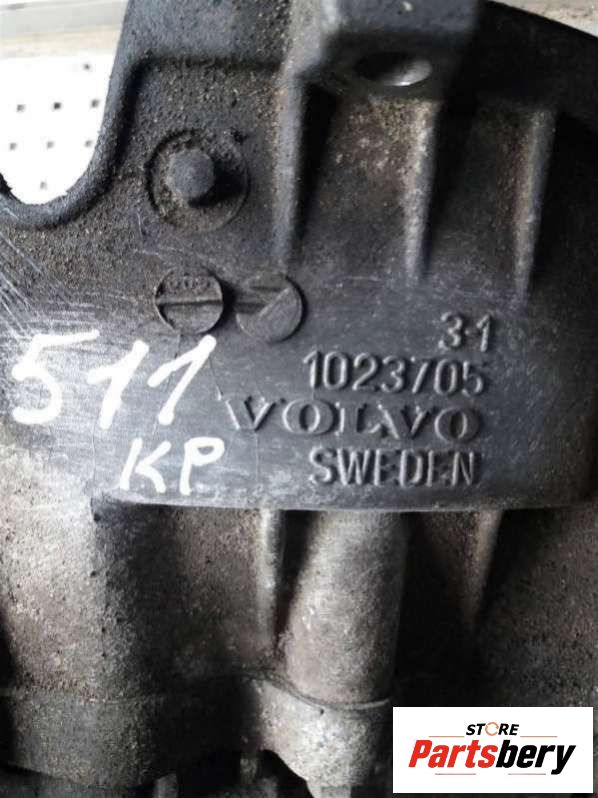 3-1
1023705
VOLVO
SWEDEN
511
KP
STORE
Partsbery